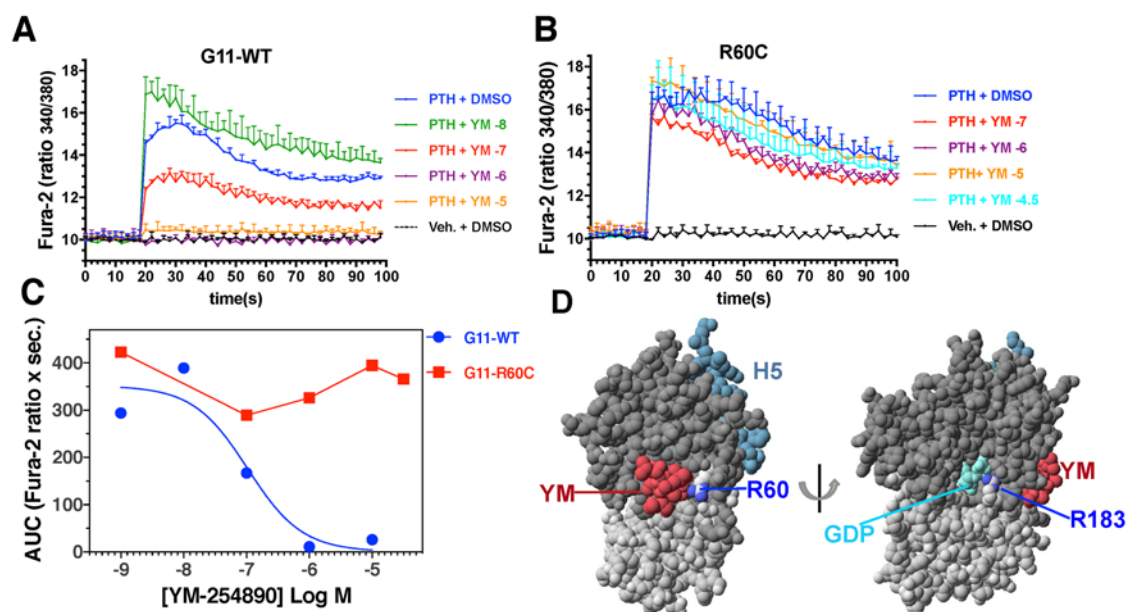 A
G11-WT
Fura-2 (ratio 340/380)
18
16
14
12
10
0 10 20 30 40 50 60 70 80 90 100
time(s)
PTH + DMSO
PTH + YM -8
PTH + YM -7
PTH + YM -6
PTH + YM -5
Veh. + DMSO
B
R60C
Fura-2 (ratio 340/380)
18
16
14
12
10
0 10 20 30 40 50 60 70 80 90 100
time(s)
PTH + DMSO
PTH + YM -7
PTH + YM -6
PTH+ YM -5
PTH + YM -4.5
Veh. + DMSO
C
AUC (Fura-2 ratio x sec.)
400
300
200
100
0
-9 -8 -7 -6 -5
[YM-254890] Log M
G11-WT
G11-R60C
D
H5
YM
R60
YM
GDP
R183